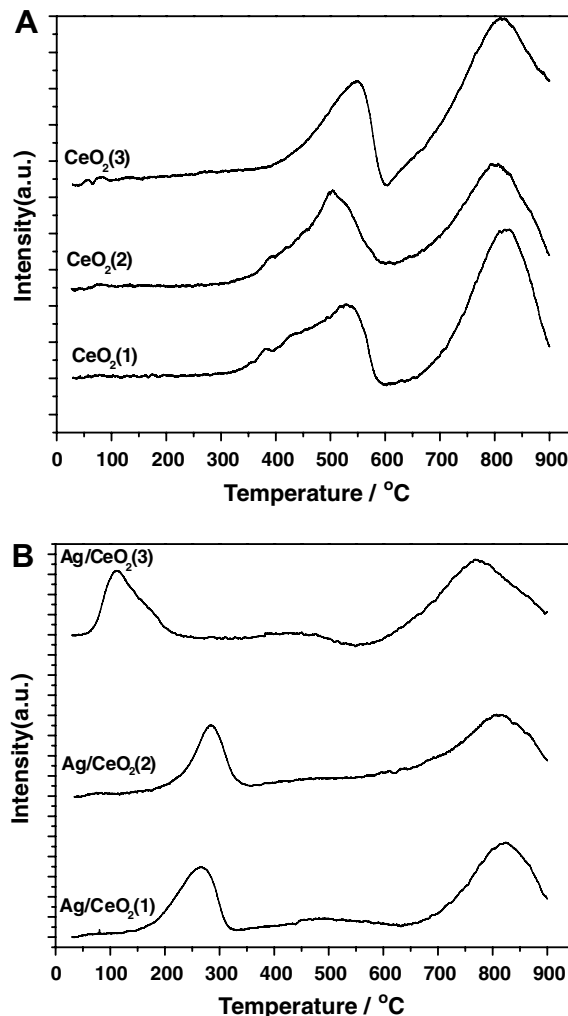 A
Intensity(a.u.)
CeO₂(3)
CeO₂(2)
CeO₂(1)
0 100 200 300 400 500 600 700 800 900
Temperature / °C
B
Intensity(a.u.)
Ag/CeO₂(3)
Ag/CeO₂(2)
Ag/CeO₂(1)
0 100 200 300 400 500 600 700 800 900
Temperature / °C